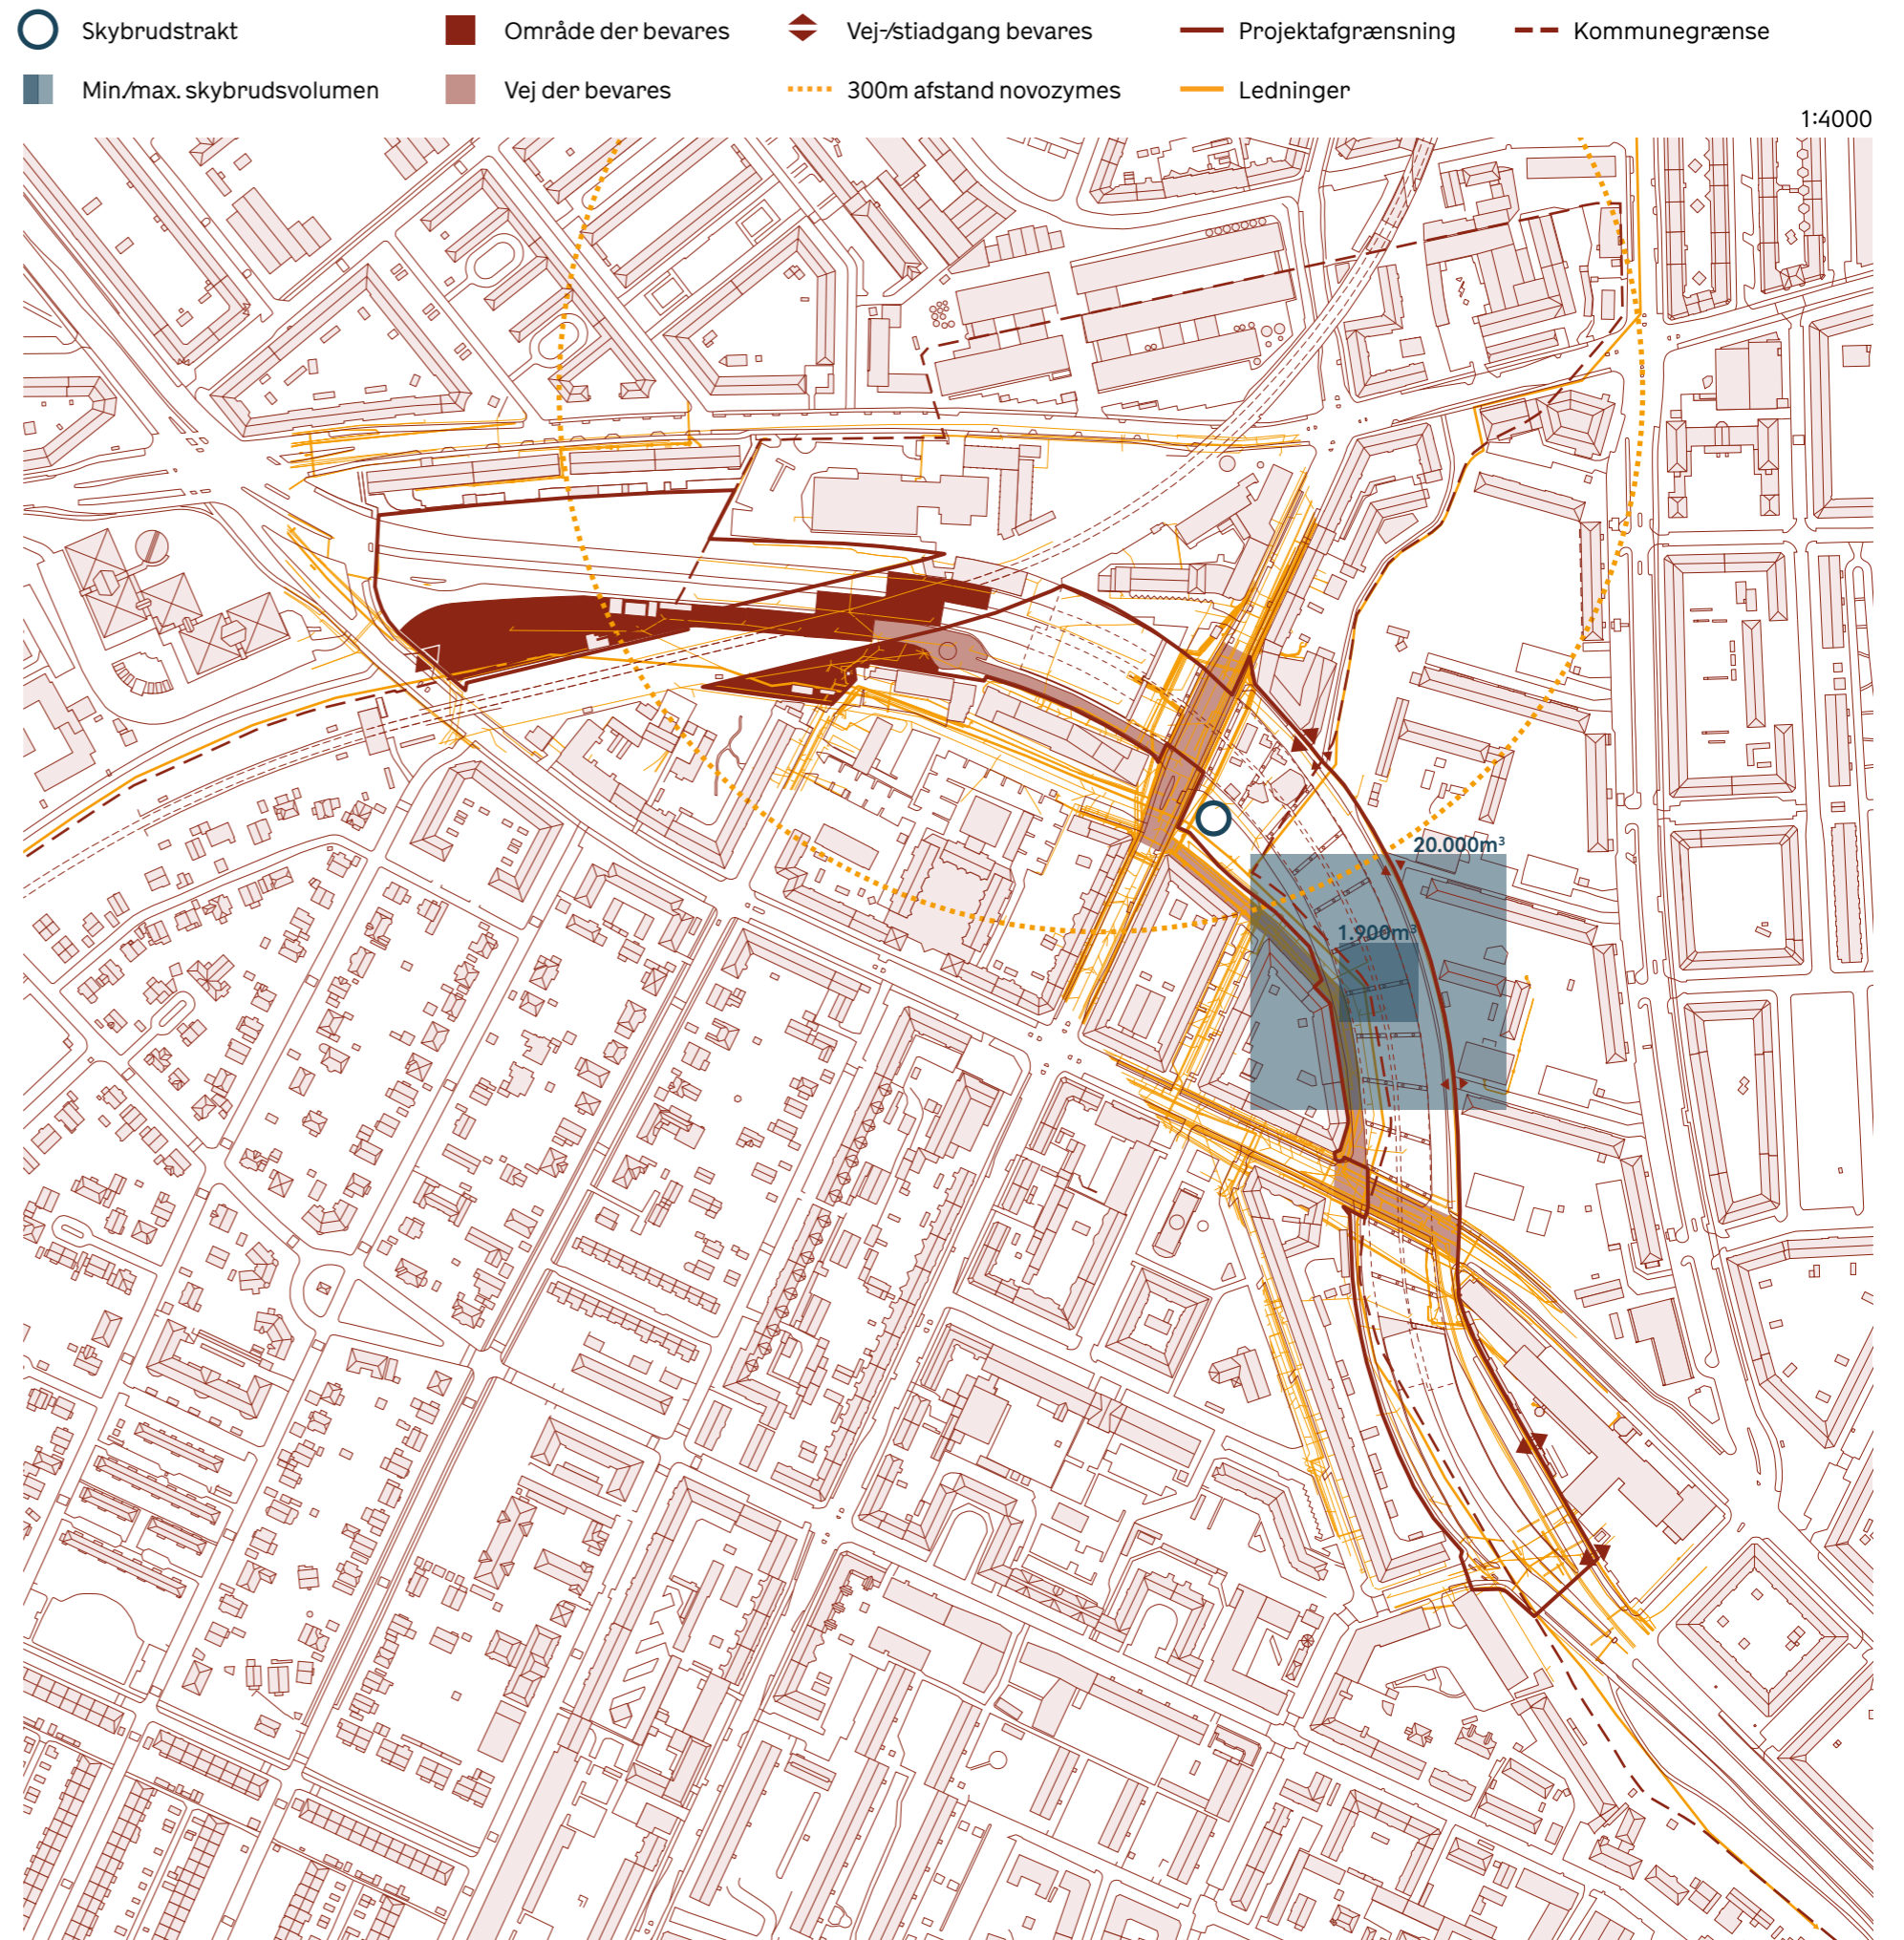 Skybrudstrakt
Område der bevares
Vej-/stiadgang bevares
Projektafgrænsning
Kommunegrænse
Min/max. skybrudsvolumen
Vej der bevares
300m afstand novozymes
Ledninger
1:4000
20.000m³
1.900m³